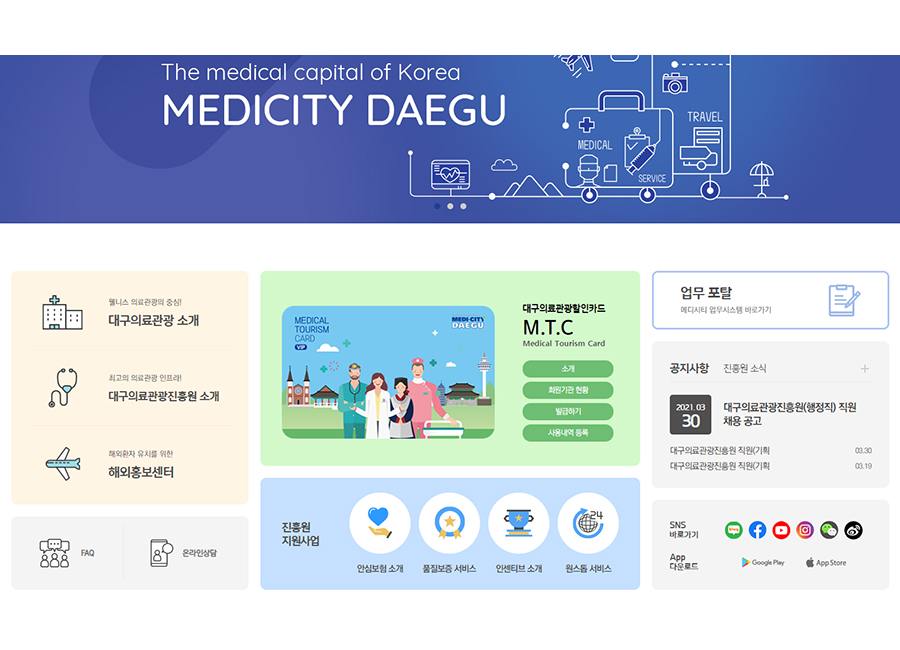 The medical capital of Korea
MEDICITY DAEGU
MEDICAL
TRAVEL
SERVICE
웰니스 의료관광의 중심!
대구의료관광 소개
최고의 의료관광 인프라!
대구의료관광진흥원 소개
해외환자 유치를 위한
해외홍보센터
FAQ
온라인상담
MEDICAL
TOURISM
CARD
VIP
MEDI-CITY
DAEGU
대구의료관광할인카드
M.T.C
Medical Tourism Card
소개
회원기관 현황
발급하기
사용내역 등록
진흥원
지원사업
24
안심보험 소개
품질보증 서비스
인센티브 소개
원스톱 서비스
업무 포탈
메디시티 업무시스템 바로가기
공지사항
진흥원 소식
2021.03
30
대구의료관광진흥원(행정직) 직원
채용 공고
대구의료관광진흥원 직원(기획 03.30
대구의료관광진흥원 직원(기획 03.19
SNS
바로가기
blog
App
다운로드
Google Play
App Store